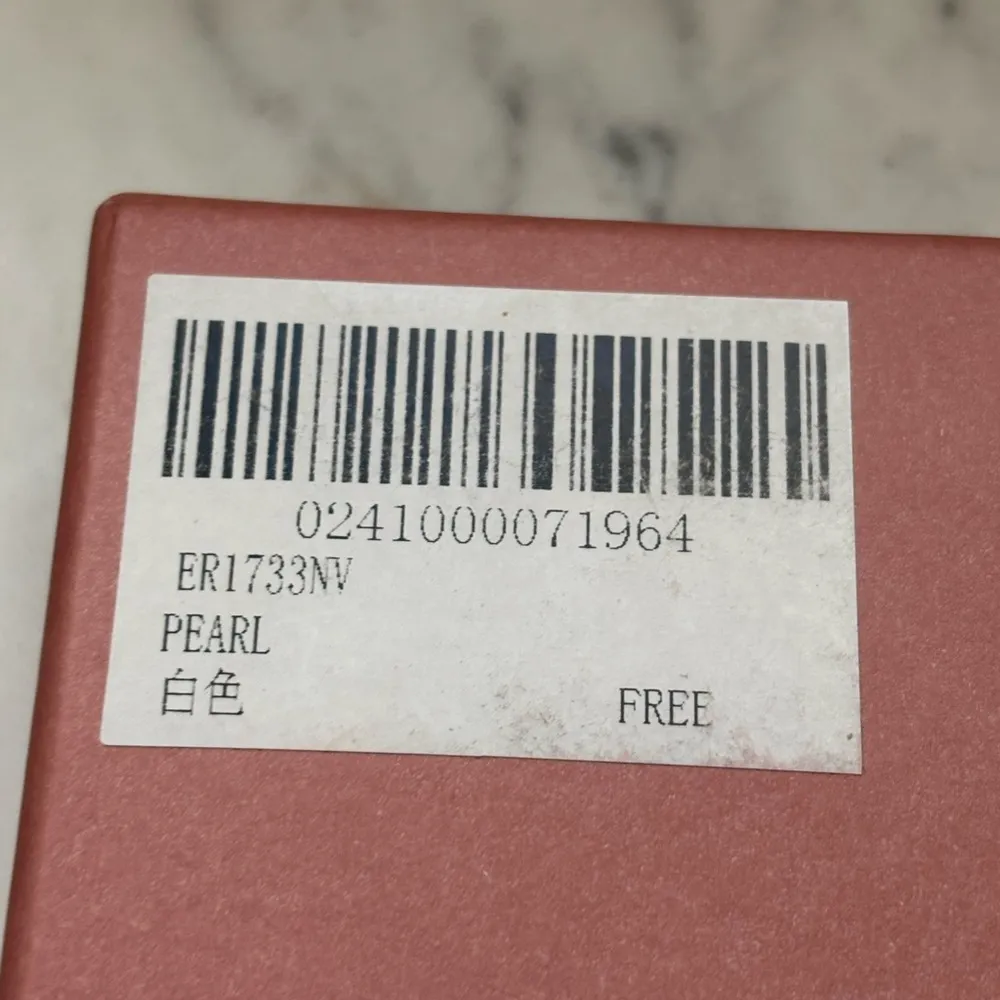 0241000071964
ER1733NV
PEARL
白色 FREE